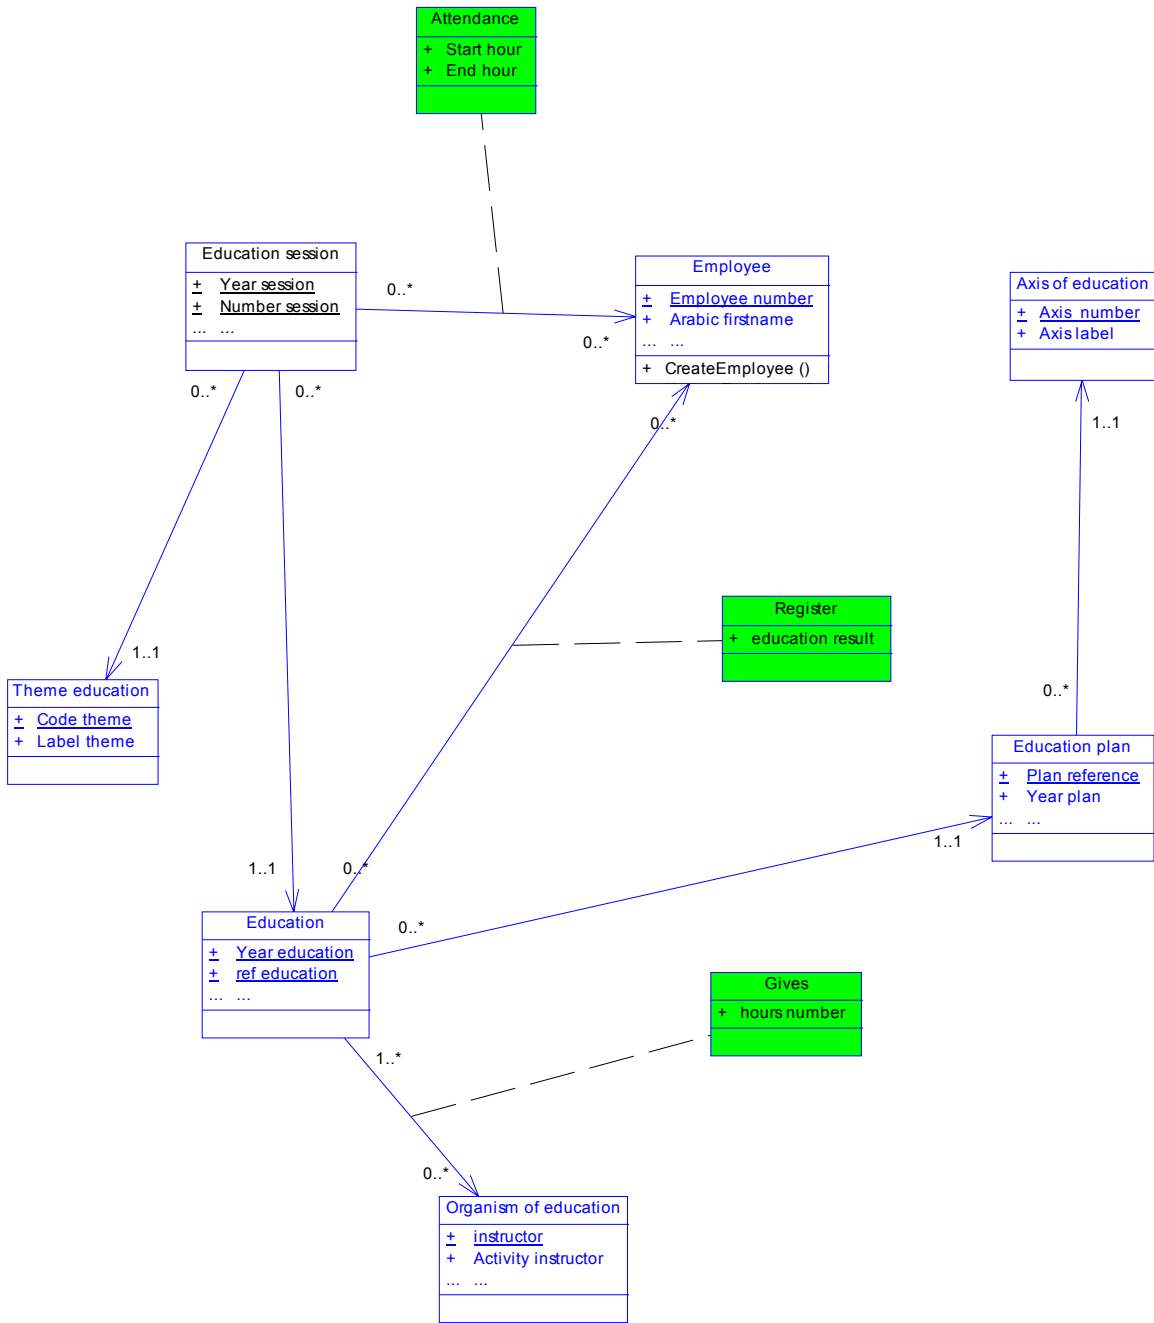 Attendance
+ Start hour
+ End hour
Education session
+ Year session
+ Number session
... ...
0..*
0..*
Employee
+ Employee number
+ Arabic firstname
... ...
+ CreateEmployee ()
Axis of education
+ Axis number
+ Axis label
0..*
0..*
0..*
1..1
Register
+ education result
1..1
Theme education
+ Code theme
+ Label theme
0..*
Education plan
+ Plan reference
+ Year plan
... ...
1..1
1..1
0..*
0..*
Education
+ Year education
+ ref education
... ...
Gives
+ hours number
1..*
0..*
Organism of education
+ instructor
+ Activity instructor
... ...